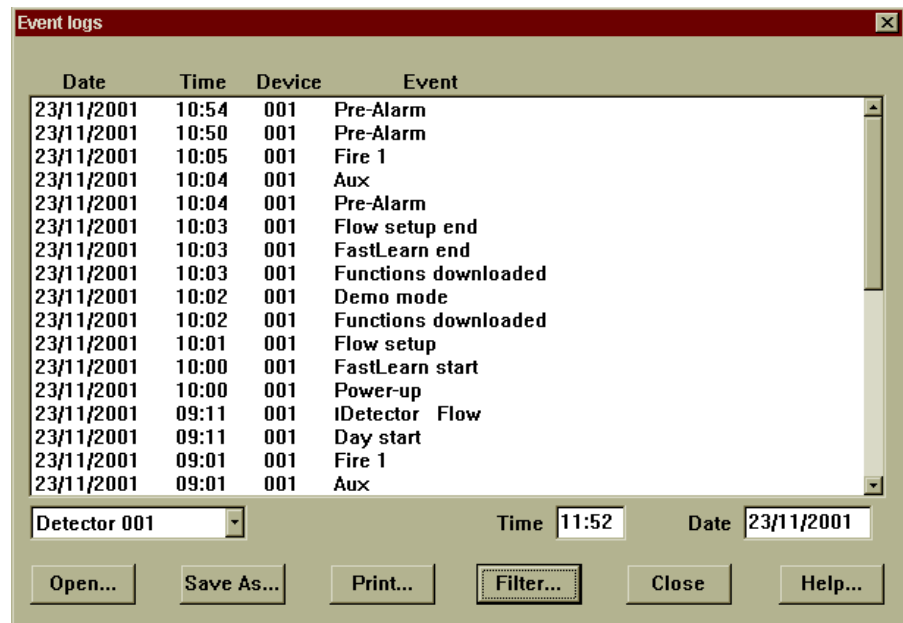 Event logs
Date Time Device Event
23/11/2001 10:54 001 Pre-Alarm
23/11/2001 10:50 001 Pre-Alarm
23/11/2001 10:05 001 Fire 1
23/11/2001 10:04 001 Aux
23/11/2001 10:04 001 Pre-Alarm
23/11/2001 10:03 001 Flow setup end
23/11/2001 10:03 001 FastLearn end
23/11/2001 10:03 001 Functions downloaded
23/11/2001 10:02 001 Demo mode
23/11/2001 10:02 001 Functions downloaded
23/11/2001 10:01 001 Flow setup
23/11/2001 10:00 001 FastLearn start
23/11/2001 10:00 001 Power-up
23/11/2001 09:11 001 IDetector Flow
23/11/2001 09:11 001 Day start
23/11/2001 09:01 001 Fire 1
23/11/2001 09:01 001 Aux
Detector 001 Time 11:52 Date 23/11/2001
Open... Save As... Print... Filter... Close Help...